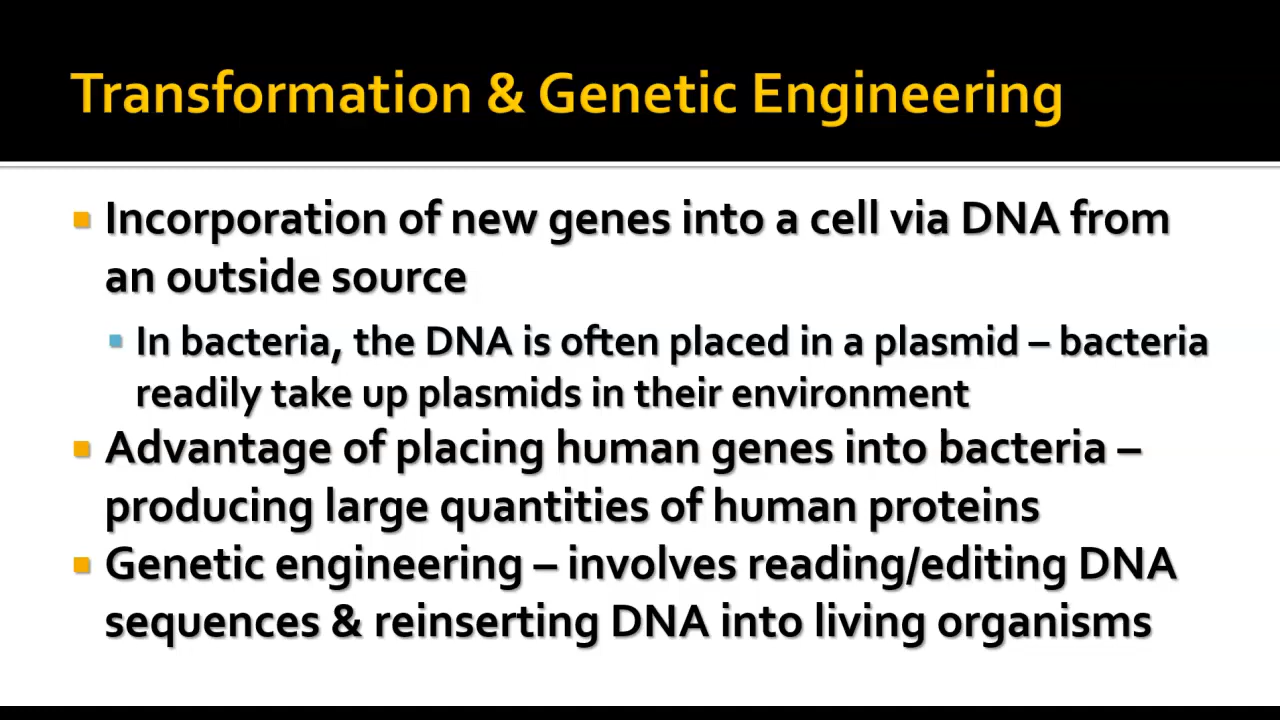 Transformation & Genetic Engineering
Incorporation of new genes into a cell via DNA from
an outside source
In bacteria, the DNA is often placed in a plasmid – bacteria
readily take up plasmids in their environment
Advantage of placing human genes into bacteria –
producing large quantities of human proteins
Genetic engineering – involves reading/editing DNA
sequences & reinserting DNA into living organisms